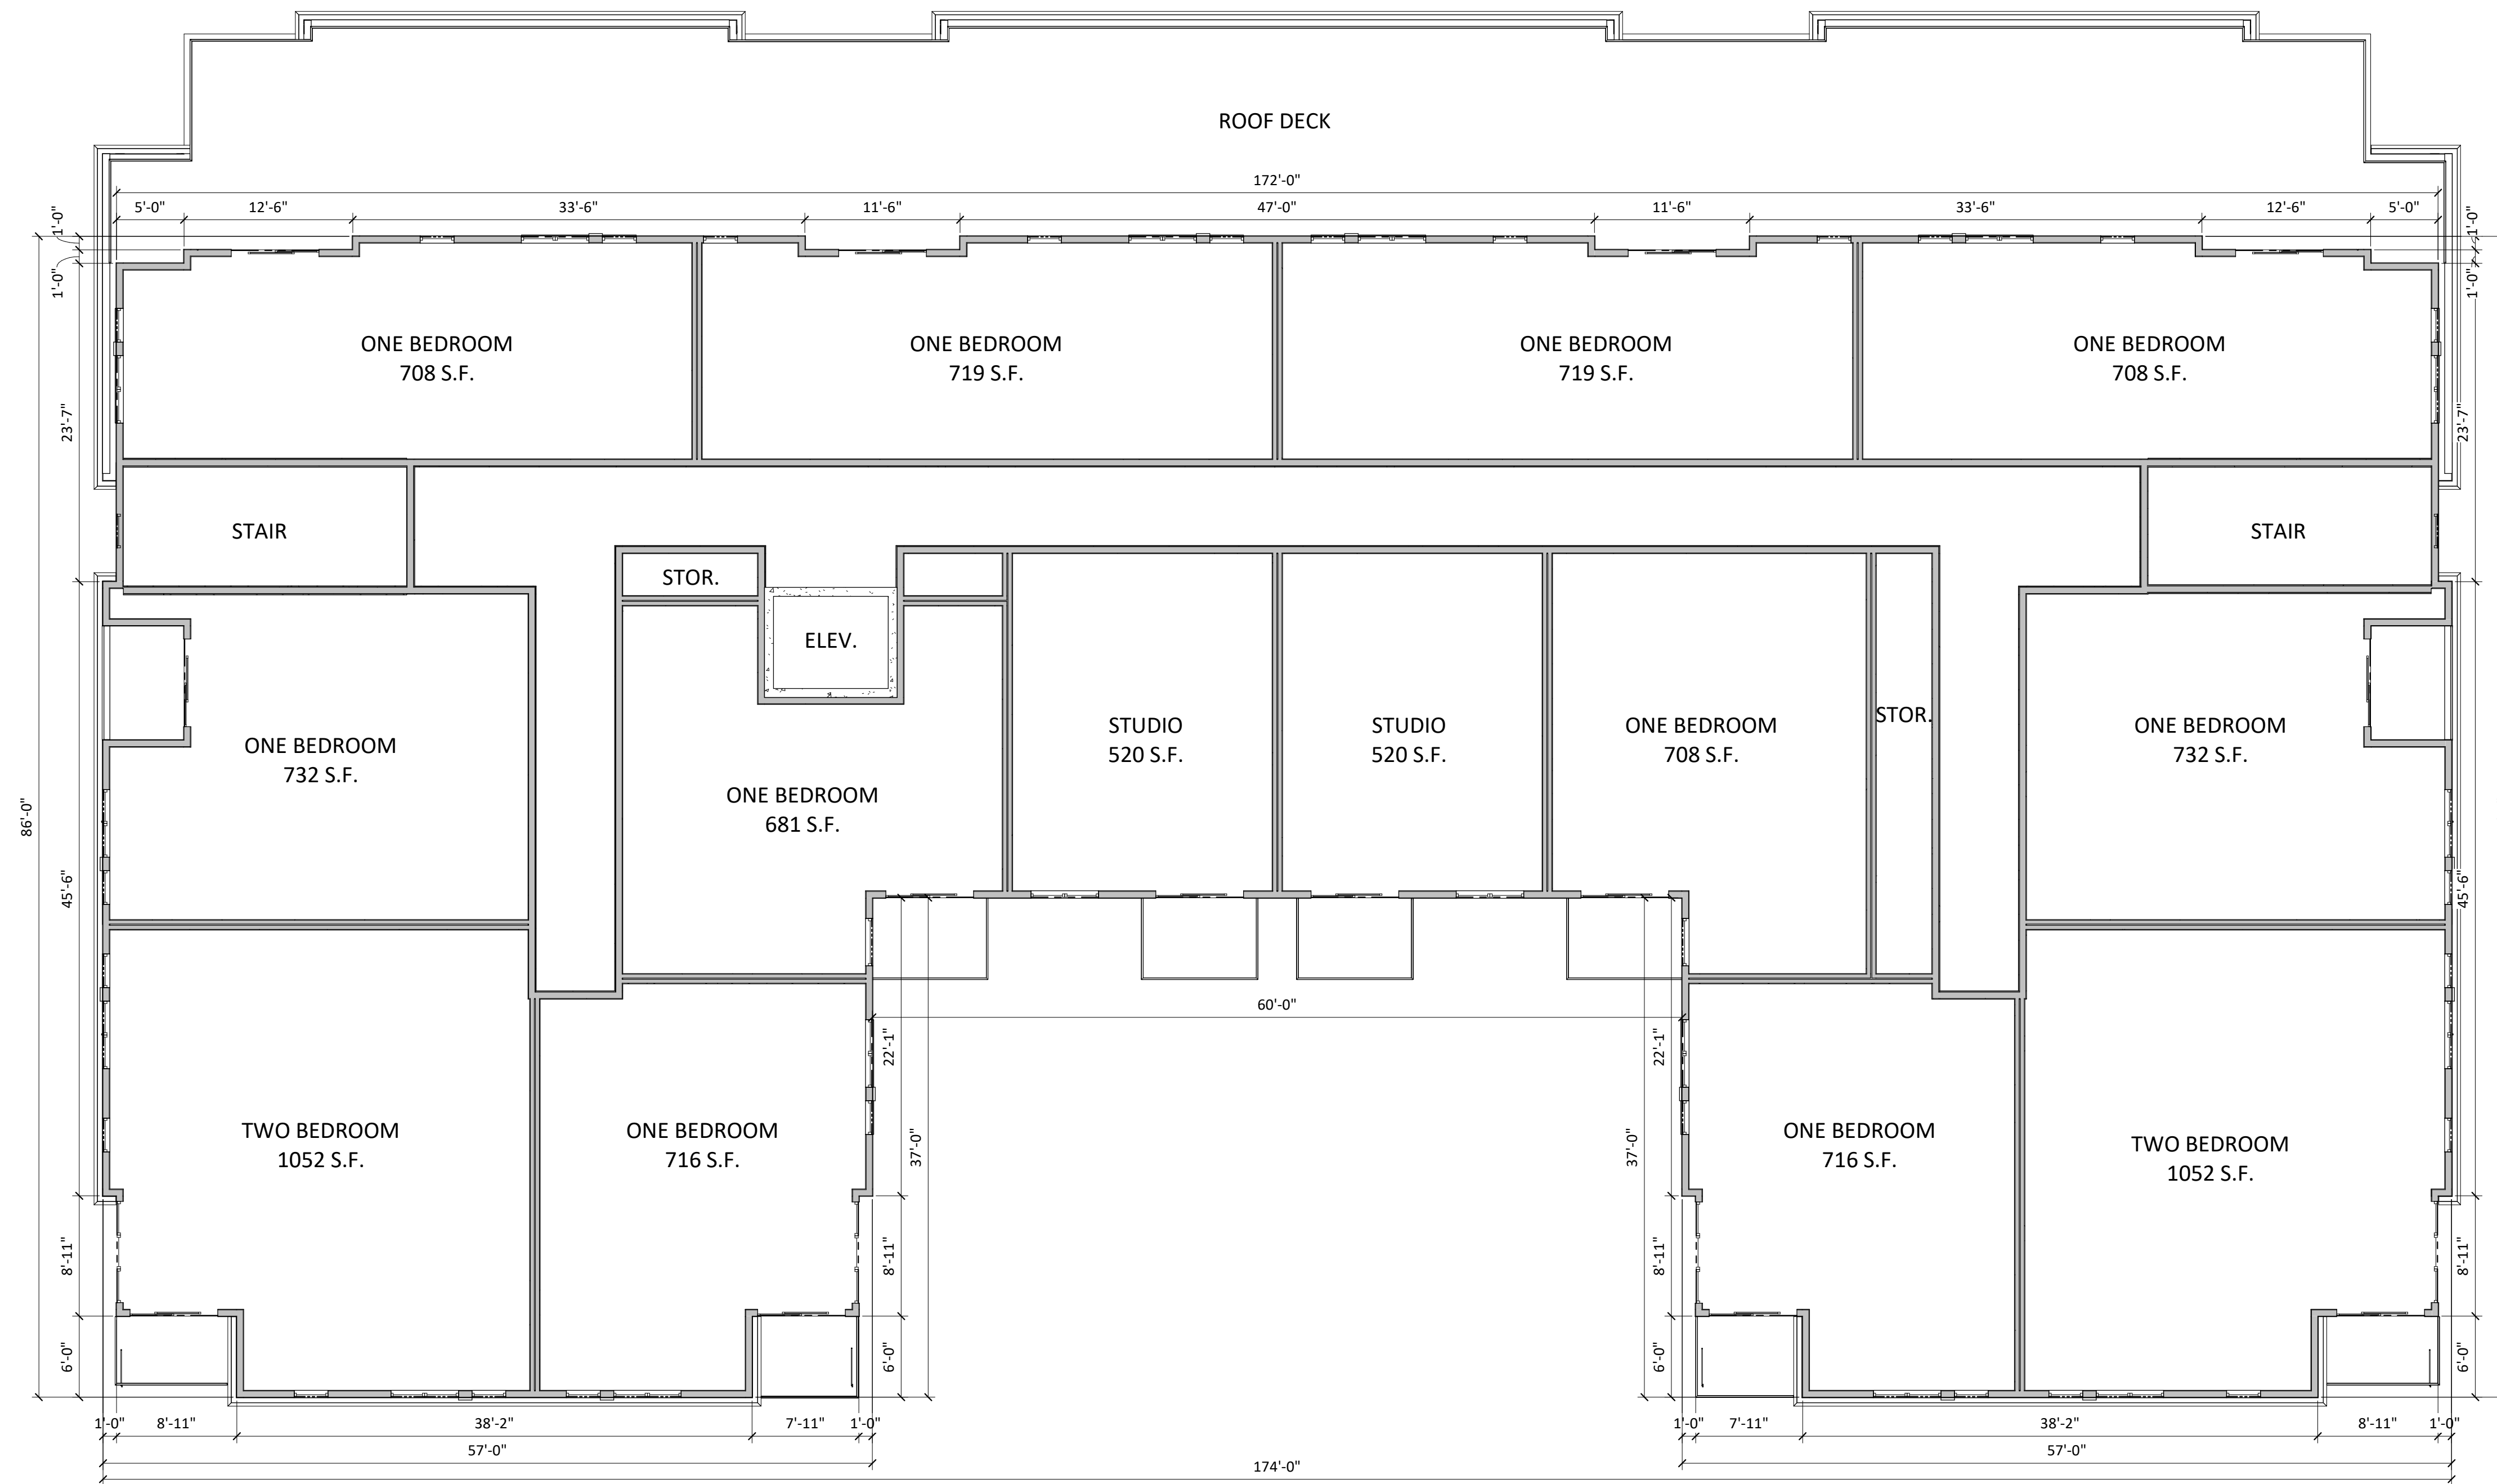 ROOF DECK
172'-0"
5'-0"
12'-6"
33'-6"
11'-6"
47'-0"
11'-6"
33'-6"
12'-6"
5'-0"
1'-0"
1'-0"
1'-0"
1'-0"
ONE BEDROOM
708 S.F.
ONE BEDROOM
719 S.F.
ONE BEDROOM
719 S.F.
ONE BEDROOM
708 S.F.
23'-7"
23'-7"
STAIR
STAIR
STOR.
ELEV.
STOR.
ONE BEDROOM
732 S.F.
ONE BEDROOM
681 S.F.
STUDIO
520 S.F.
STUDIO
520 S.F.
ONE BEDROOM
708 S.F.
ONE BEDROOM
732 S.F.
86'-0"
45'-6"
45'-6"
60'-0"
22'-1"
22'-1"
37'-0"
37'-0"
TWO BEDROOM
1052 S.F.
ONE BEDROOM
716 S.F.
ONE BEDROOM
716 S.F.
TWO BEDROOM
1052 S.F.
8'-11"
8'-11"
8'-11"
8'-11"
6'-0"
6'-0"
6'-0"
6'-0"
1'-0"
8'-11"
38'-2"
7'-11"
1'-0"
1'-0"
7'-11"
38'-2"
8'-11"
1'-0"
57'-0"
57'-0"
174'-0"